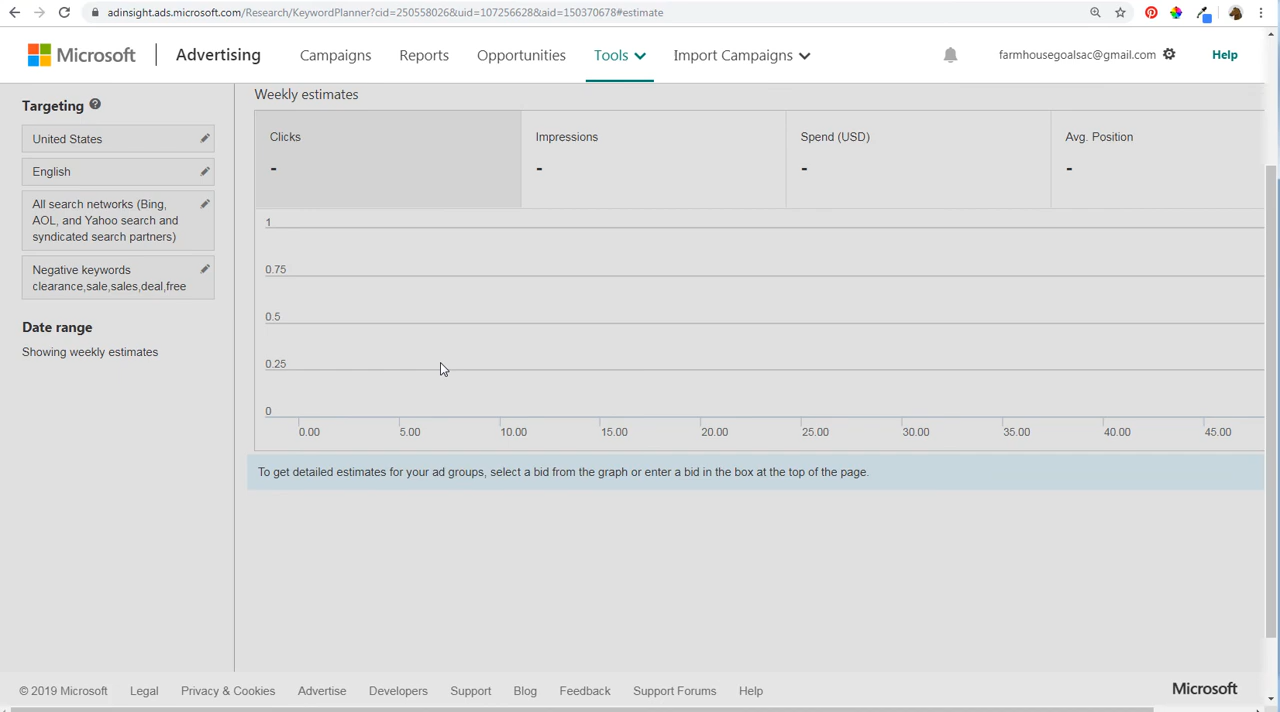 adinsight.ads.microsoft.com/Research/KeywordPlanner?cid=250558026&uid=107256628&aid=150370678#estimate
Microsoft Advertising Campaigns Reports Opportunities Tools Import Campaigns farmhousegoalsac@gmail.com Help
Targeting ?
United States
English
All search networks (Bing,
AOL, and Yahoo search and
syndicated search partners)
Negative keywords
clearance,sale,sales,deal,free
Date range
Showing weekly estimates
Weekly estimates
Clicks Impressions Spend (USD) Avg. Position
- - - -
1
0.75
0.5
0.25
0
0.00 5.00 10.00 15.00 20.00 25.00 30.00 35.00 40.00 45.00
To get detailed estimates for your ad groups, select a bid from the graph or enter a bid in the box at the top of the page.
© 2019 Microsoft Legal Privacy & Cookies Advertise Developers Support Blog Feedback Support Forums Help Microsoft